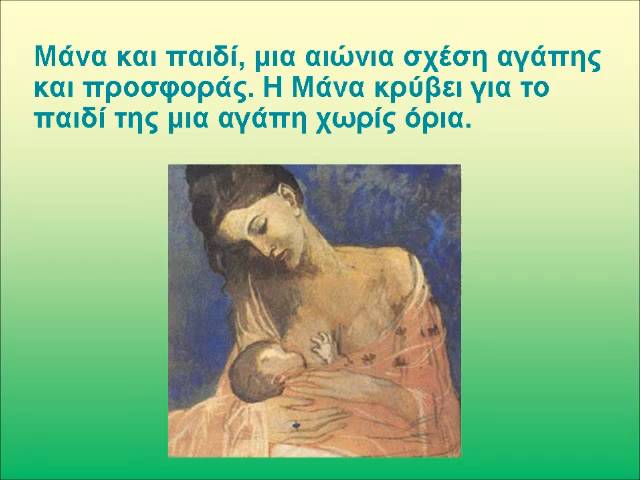 Μάνα και παιδί, μια αιώνια σχέση αγάπης
και προσφοράς. Η Μάνα κρύβει για το
παιδί της μια αγάπη χωρίς όρια.